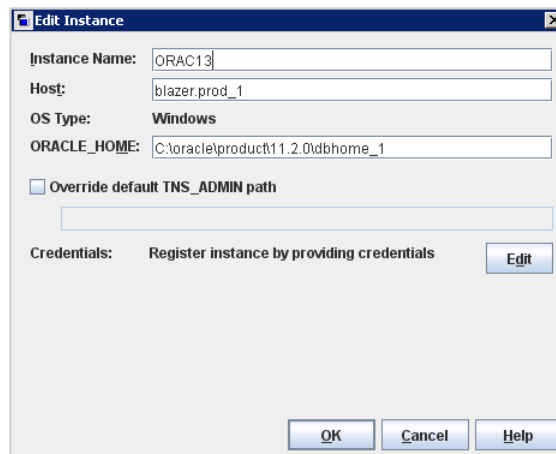 Edit Instance
Instance Name: ORAC13
Host: blazer.prod_1
OS Type: Windows
ORACLE_HOME: C:\oracle\product\11.2.0\dbhome_1
Override default TNS_ADMIN path
Credentials: Register instance by providing credentials Edit
OK Cancel Help